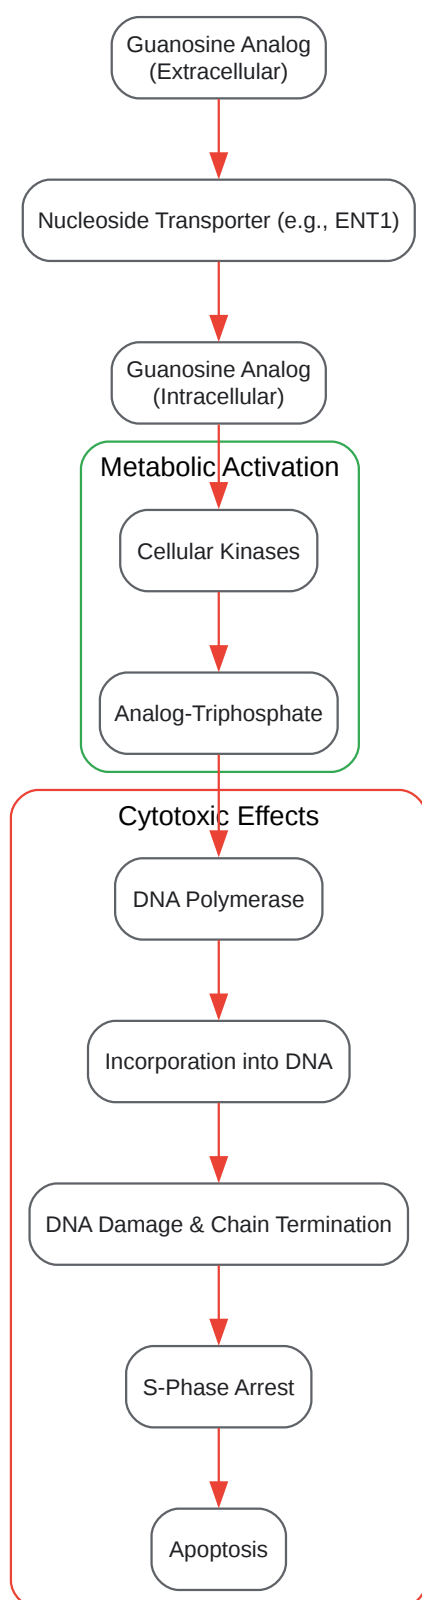 Guanosine Analog
(Extracellular)
Nucleoside Transporter (e.g., ENT1)
Guanosine Analog
(Intracellular)
Metabolic Activation
Cellular Kinases
Analog-Triphosphate
Cytotoxic Effects
DNA Polymerase
Incorporation into DNA
DNA Damage & Chain Termination
S-Phase Arrest
Apoptosis